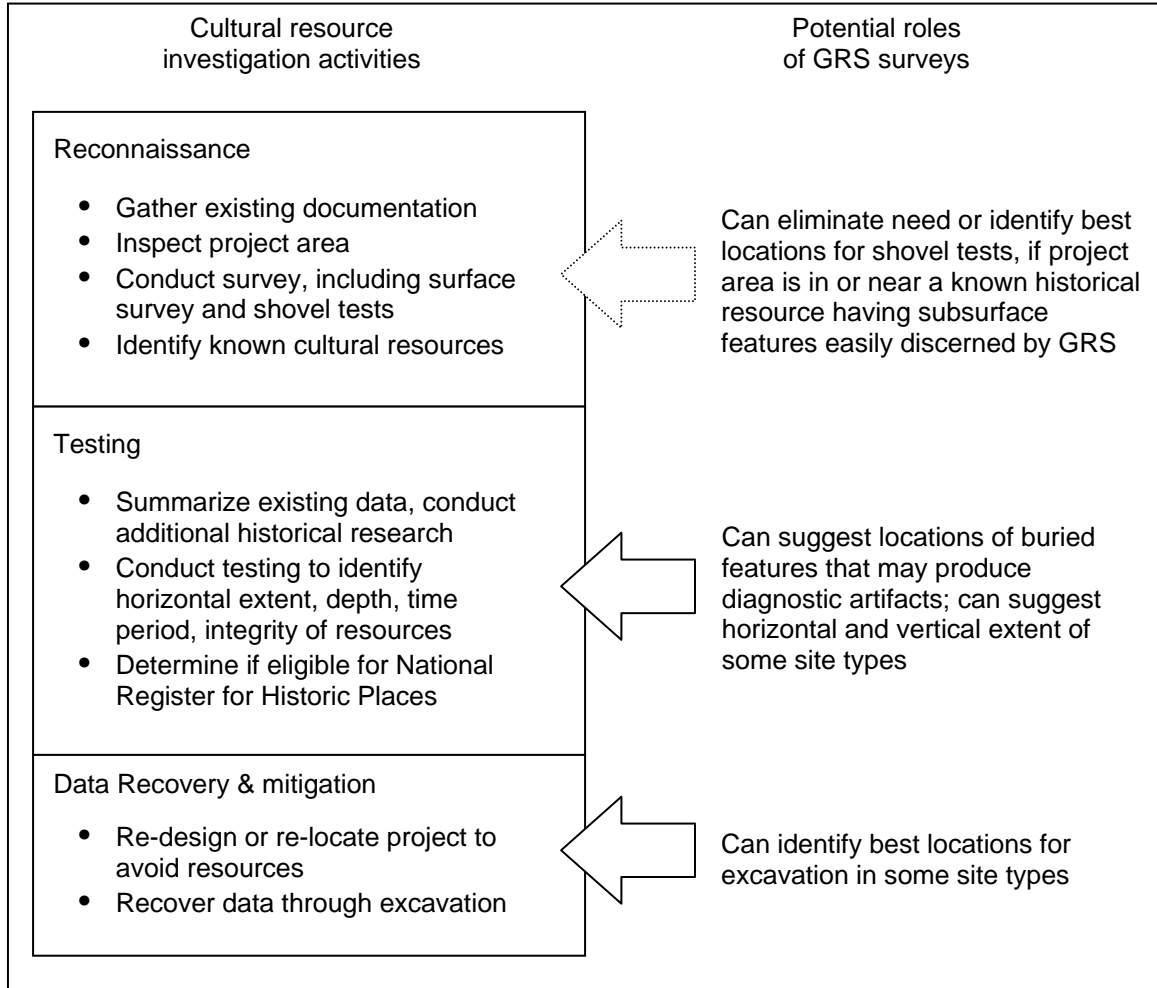 Cultural resource
investigation activities
Potential roles
of GRS surveys
Reconnaissance
• Gather existing documentation
• Inspect project area
• Conduct survey, including surface
survey and shovel tests
• Identify known cultural resources
Can eliminate need or identify best
locations for shovel tests, if project
area is in or near a known historical
resource having subsurface
features easily discerned by GRS
Testing
• Summarize existing data, conduct
additional historical research
• Conduct testing to identify
horizontal extent, depth, time
period, integrity of resources
• Determine if eligible for National
Register for Historic Places
Can suggest locations of buried
features that may produce
diagnostic artifacts; can suggest
horizontal and vertical extent of
some site types
Data Recovery & mitigation
• Re-design or re-locate project to
avoid resources
• Recover data through excavation
Can identify best locations for
excavation in some site types